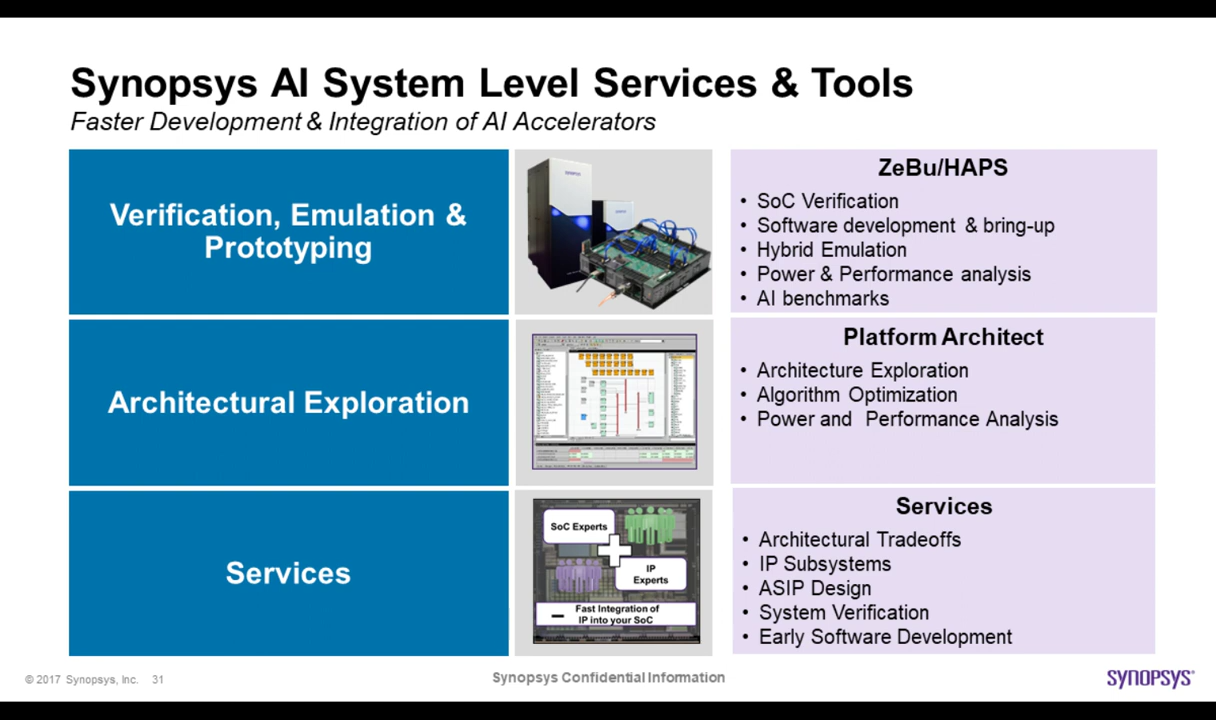 Synopsys AI System Level Services & Tools
Faster Development & Integration of AI Accelerators
Verification, Emulation &
Prototyping
ZeBu/HAPS
• SoC Verification
• Software development & bring-up
• Hybrid Emulation
• Power & Performance analysis
• AI benchmarks
Architectural Exploration
Platform Architect
• Architecture Exploration
• Algorithm Optimization
• Power and Performance Analysis
Services
SoC Experts
IP
Experts
Fast Integration of
IP into your SoC
Services
• Architectural Tradeoffs
• IP Subsystems
• ASIP Design
• System Verification
• Early Software Development
© 2017 Synopsys, Inc. 31
Synopsys Confidential Information
SYNOPSYS®